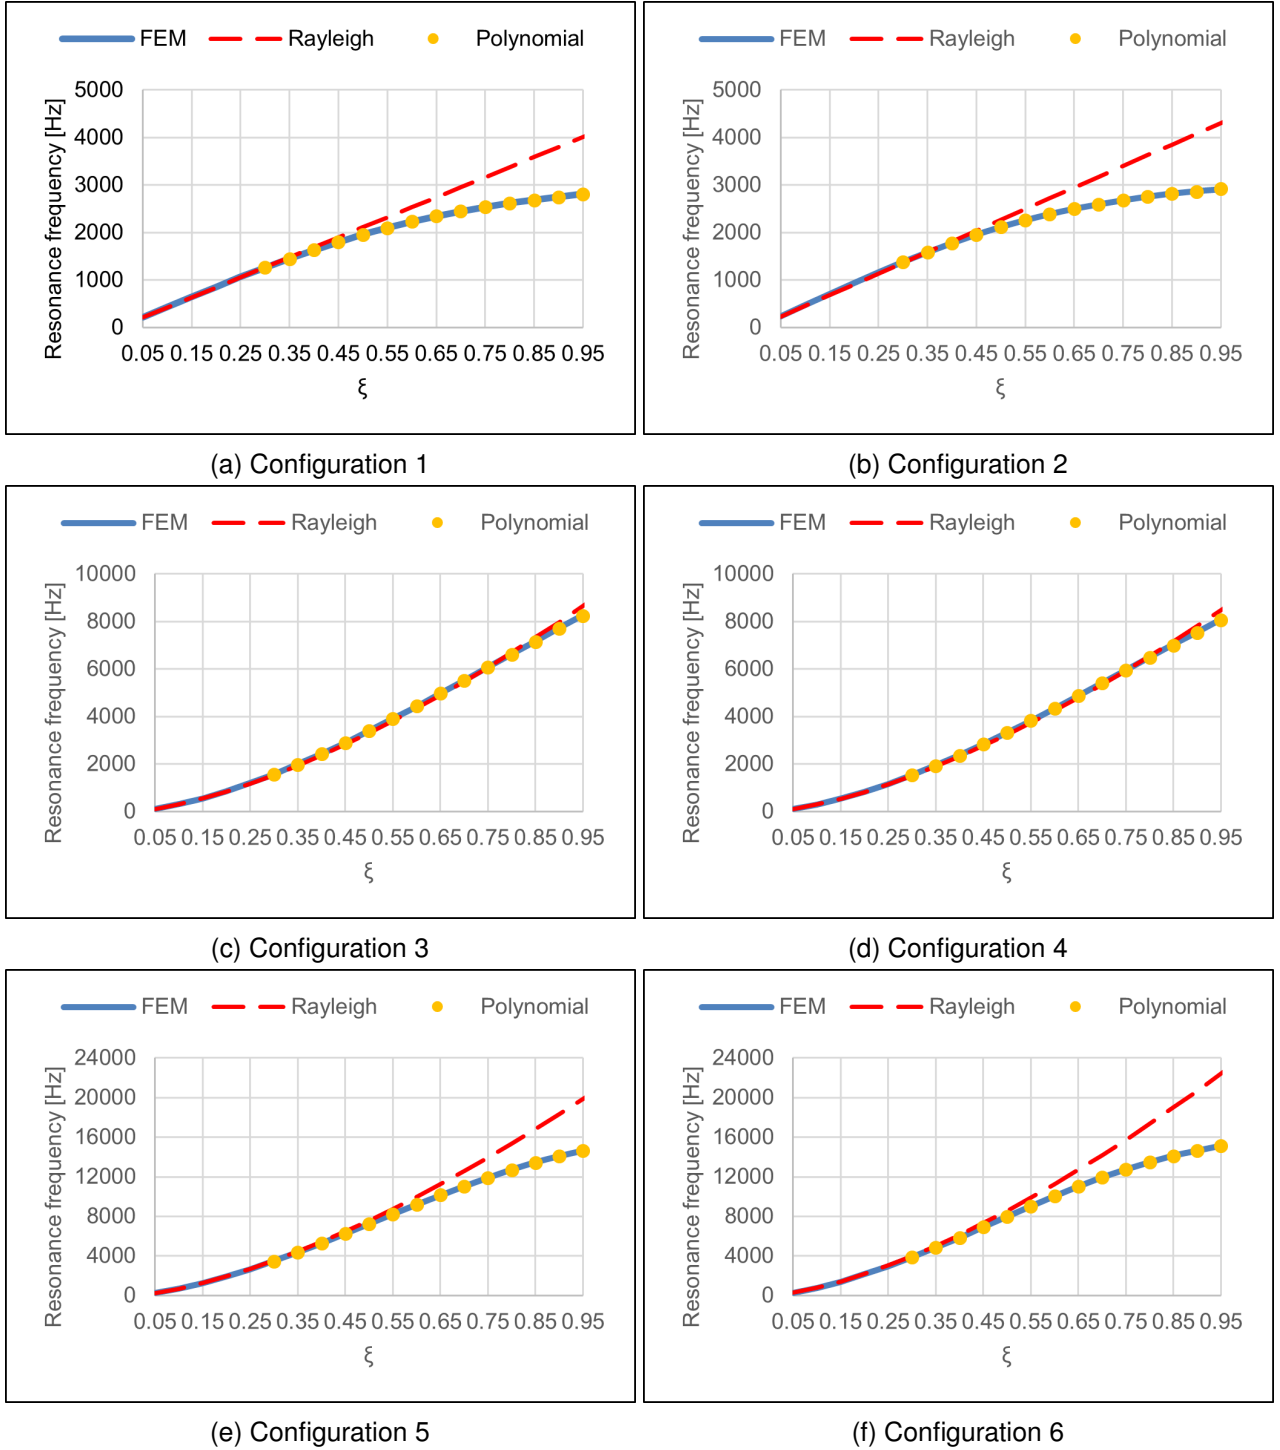 FEM Rayleigh Polynomial
Resonance frequency [Hz]
5000
4000
3000
2000
1000
0
0.05 0.15 0.25 0.35 0.45 0.55 0.65 0.75 0.85 0.95
ξ
(a) Configuration 1
FEM Rayleigh Polynomial
Resonance frequency [Hz]
5000
4000
3000
2000
1000
0
0.05 0.15 0.25 0.35 0.45 0.55 0.65 0.75 0.85 0.95
ξ
(b) Configuration 2
FEM Rayleigh Polynomial
Resonance frequency [Hz]
10000
8000
6000
4000
2000
0
0.05 0.15 0.25 0.35 0.45 0.55 0.65 0.75 0.85 0.95
ξ
(c) Configuration 3
FEM Rayleigh Polynomial
Resonance frequency [Hz]
10000
8000
6000
4000
2000
0
0.05 0.15 0.25 0.35 0.45 0.55 0.65 0.75 0.85 0.95
ξ
(d) Configuration 4
FEM Rayleigh Polynomial
Resonance frequency [Hz]
24000
20000
16000
12000
8000
4000
0
0.05 0.15 0.25 0.35 0.45 0.55 0.65 0.75 0.85 0.95
ξ
(e) Configuration 5
FEM Rayleigh Polynomial
Resonance frequency [Hz]
24000
20000
16000
12000
8000
4000
0
0.05 0.15 0.25 0.35 0.45 0.55 0.65 0.75 0.85 0.95
ξ
(f) Configuration 6